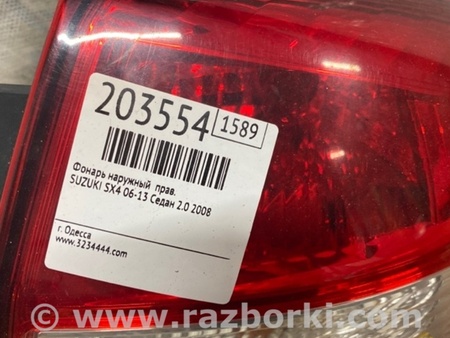 203554 1589
Фонарь наружный прав.
SUZUKI SX4 06-13 Седан 2.0 2008
г. Одесса
www.3234444.com
www.razborki.com